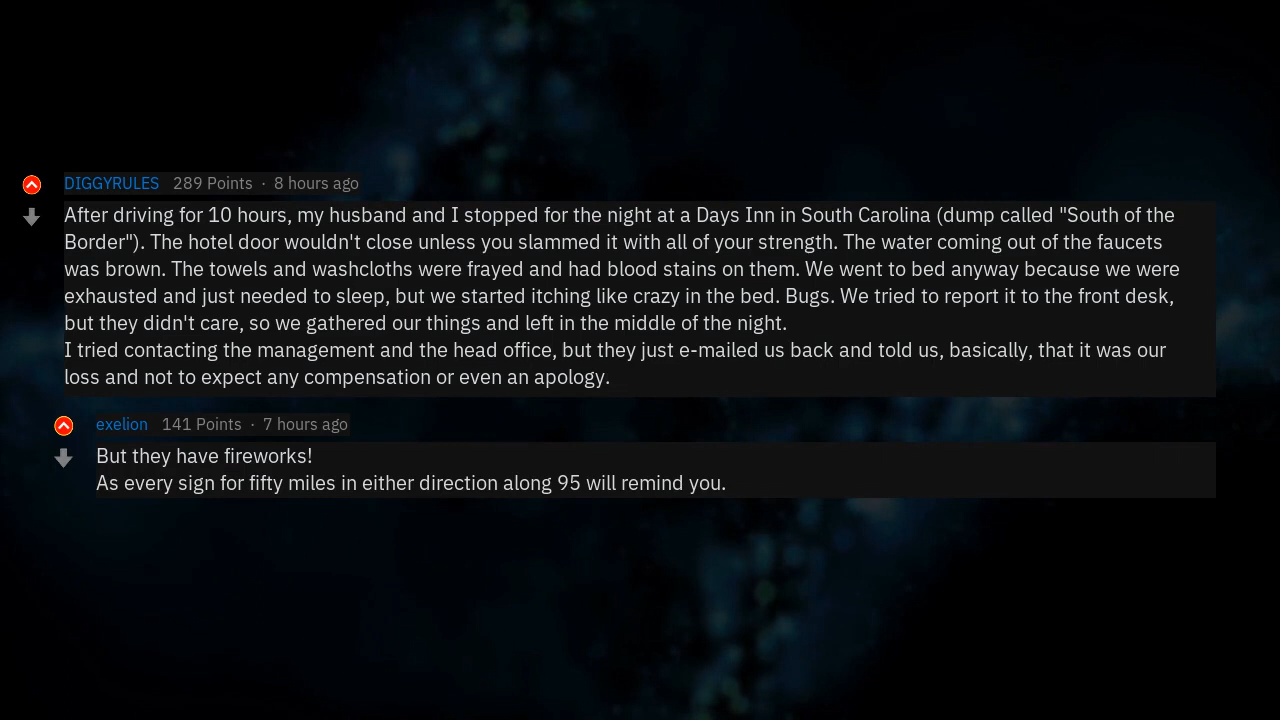 DIGGYRULES 289 Points · 8 hours ago
After driving for 10 hours, my husband and I stopped for the night at a Days Inn in South Carolina (dump called "South of the
Border"). The hotel door wouldn't close unless you slammed it with all of your strength. The water coming out of the faucets
was brown. The towels and washcloths were frayed and had blood stains on them. We went to bed anyway because we were
exhausted and just needed to sleep, but we started itching like crazy in the bed. Bugs. We tried to report it to the front desk,
but they didn't care, so we gathered our things and left in the middle of the night.
I tried contacting the management and the head office, but they just e-mailed us back and told us, basically, that it was our
loss and not to expect any compensation or even an apology.
exelion 141 Points · 7 hours ago
But they have fireworks!
As every sign for fifty miles in either direction along 95 will remind you.